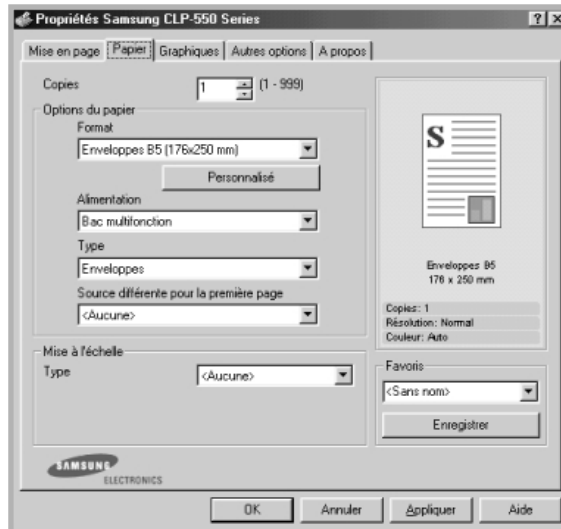 Propriétés Samsung CLP-550 Series
Mise en page Papier Graphiques Autres options A propos
Copies 1 (1 - 999)
Options du papier
Format
Enveloppes B5 (176x250 mm)
Personnalisé
Alimentation
Bac multifonction
Type
Enveloppes
Source différente pour la première page
<Aucune>
Mise à l'échelle
Type <Aucune>
S
Enveloppes B5
176 x 250 mm
Copies: 1
Résolution: Normal
Couleur: Auto
Favoris
<Sans nom>
Enregistrer
SAMSUNG
ELECTRONICS
OK Annuler Appliquer Aide